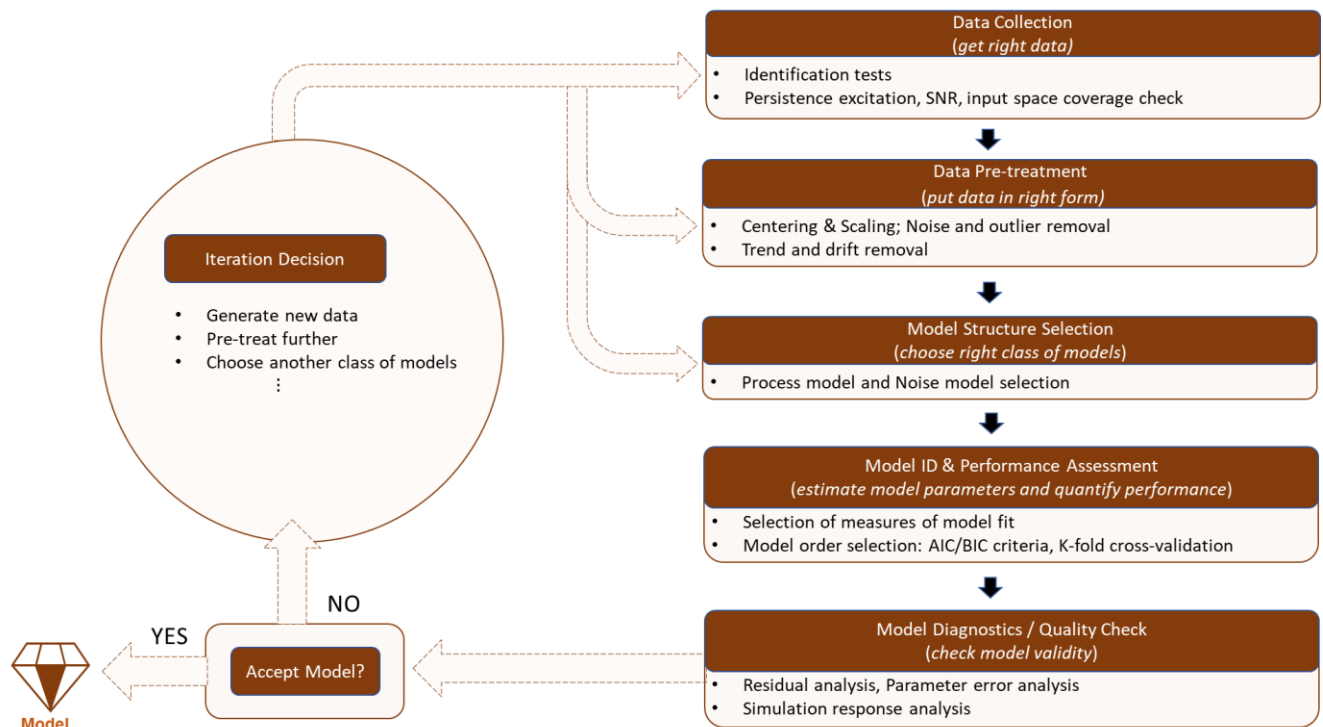 Data Collection
(get right data)
• Identification tests
• Persistence excitation, SNR, input space coverage check
Data Pre-treatment
(put data in right form)
• Centering & Scaling; Noise and outlier removal
• Trend and drift removal
Iteration Decision
• Generate new data
• Pre-treat further
• Choose another class of models
⋮
Model Structure Selection
(choose right class of models)
• Process model and Noise model selection
Model ID & Performance Assessment
(estimate model parameters and quantify performance)
• Selection of measures of model fit
• Model order selection: AIC/BIC criteria, K-fold cross-validation
Model Diagnostics / Quality Check
(check model validity)
• Residual analysis, Parameter error analysis
• Simulation response analysis
NO
YES
Accept Model?
Model